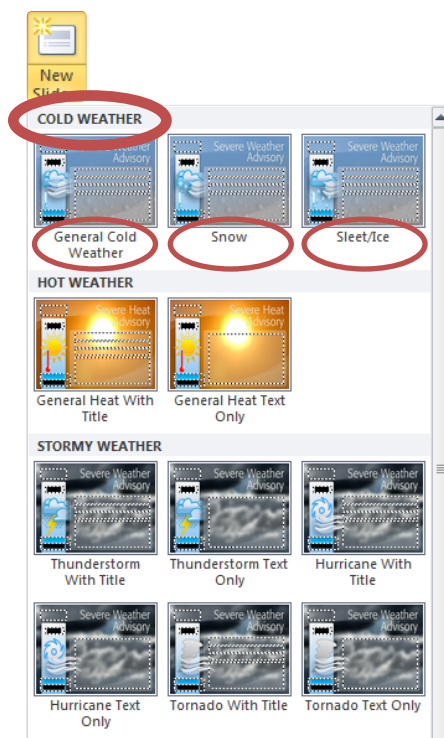 New
Slide
COLD WEATHER
Severe Weather
Advisory
Severe Weather
Advisory
Severe Weather
Advisory
General Cold
Weather
Snow
Sleet/Ice
HOT WEATHER
Severe Heat
Advisory
Severe Heat
Advisory
General Heat With
Title
General Heat Text
Only
STORMY WEATHER
Severe Weather
Advisory
Severe Weather
Advisory
Severe Weather
Advisory
Thunderstorm
With Title
Thunderstorm Text
Only
Hurricane With
Title
Severe Weather
Advisory
Severe Weather
Advisory
Severe Weather
Advisory
Hurricane Text
Only
Tornado With Title
Tornado Text Only